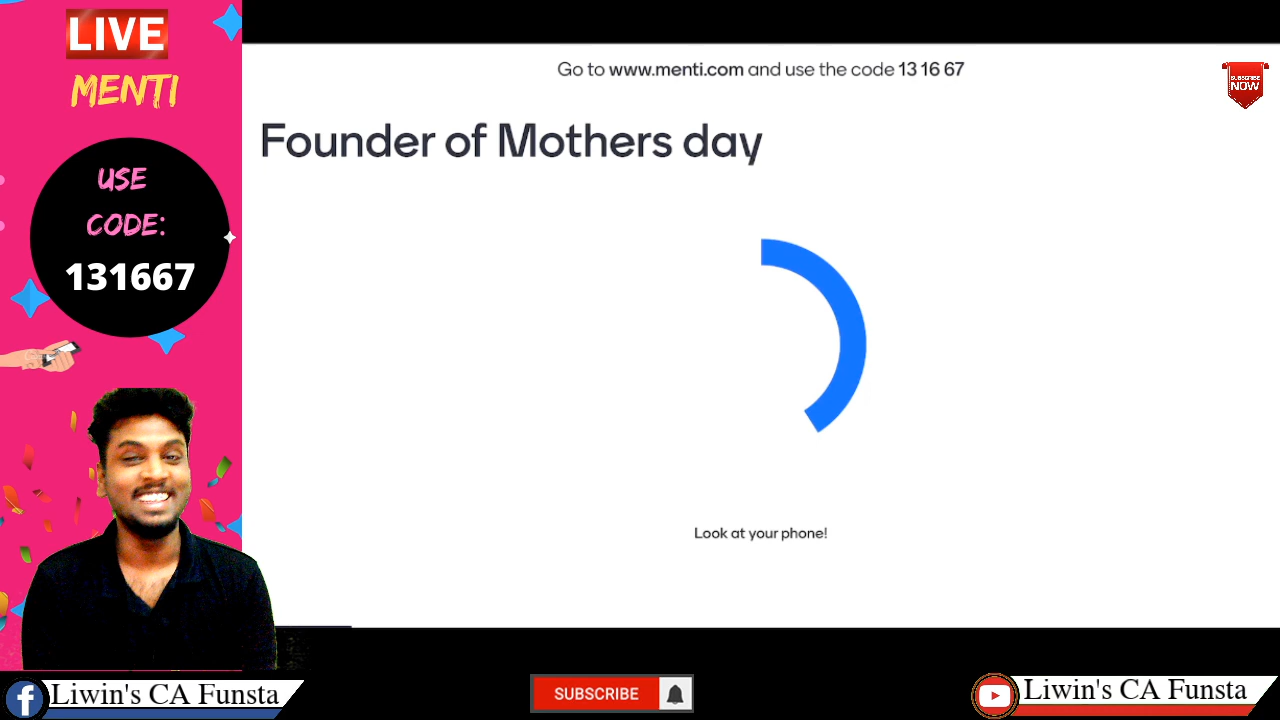 LIVE
MENTI
USE
CODE:
131667
Go to www.menti.com and use the code 13 16 67
SUBSCRIBE
NOW
Founder of Mothers day
Look at your phone!
Liwin's CA Funsta
SUBSCRIBE
Liwin's CA Funsta